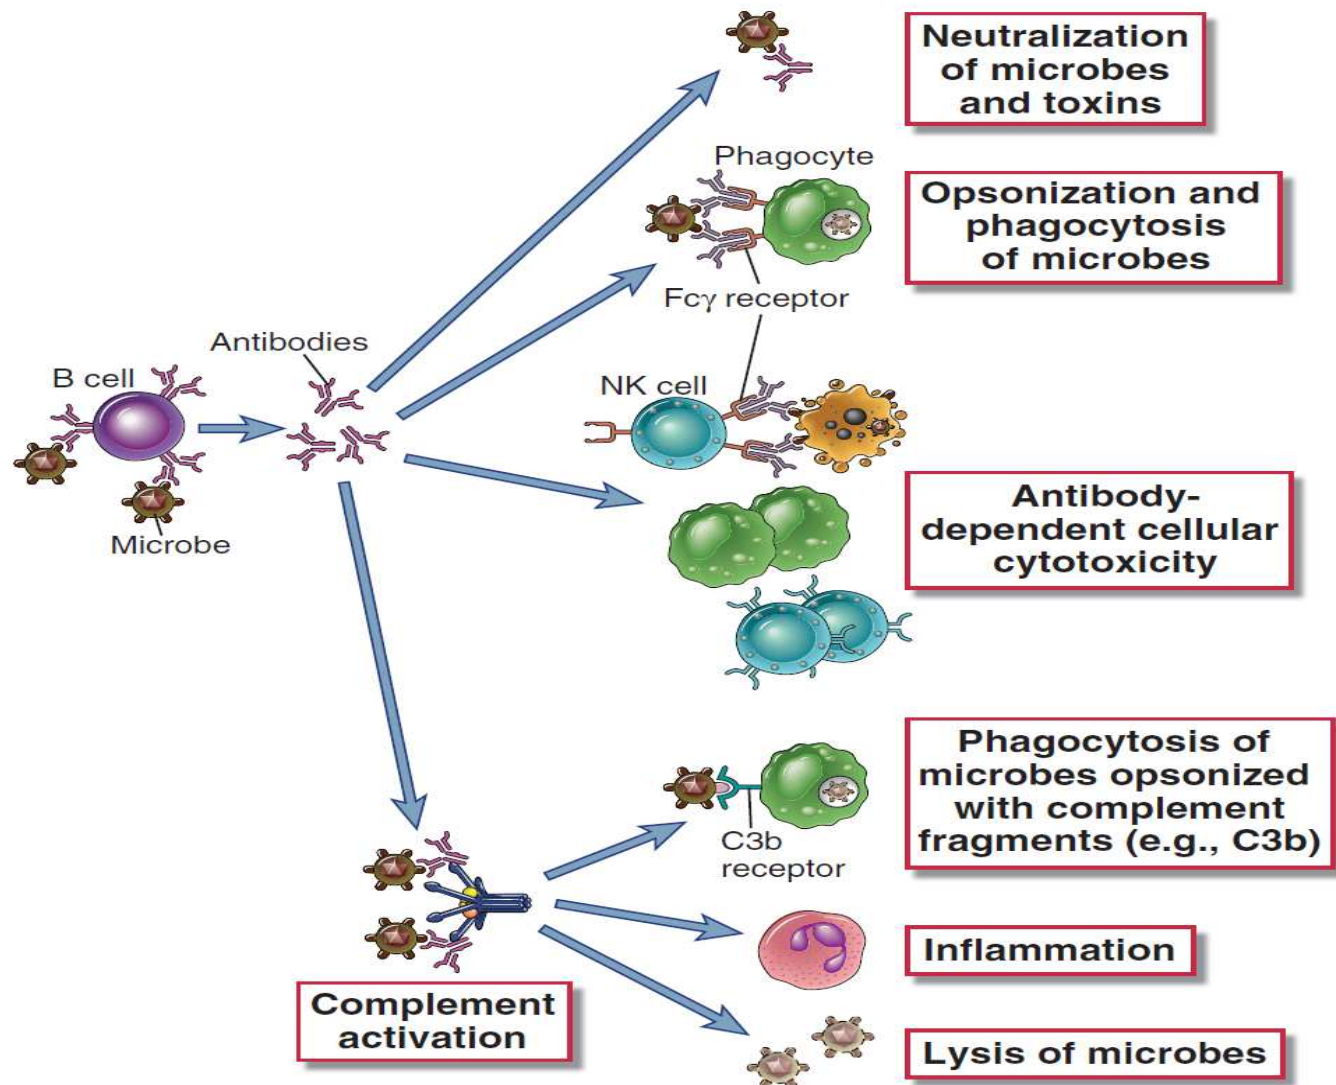 Neutralization
of microbes
and toxins
Phagocyte
Opsonization and
phagocytosis
of microbes
Fcγ receptor
Antibodies
B cell
NK cell
Microbe
Antibody-
dependent cellular
cytotoxicity
Phagocytosis of
microbes opsonized
with complement
fragments (e.g., C3b)
C3b
receptor
Inflammation
Complement
activation
Lysis of microbes